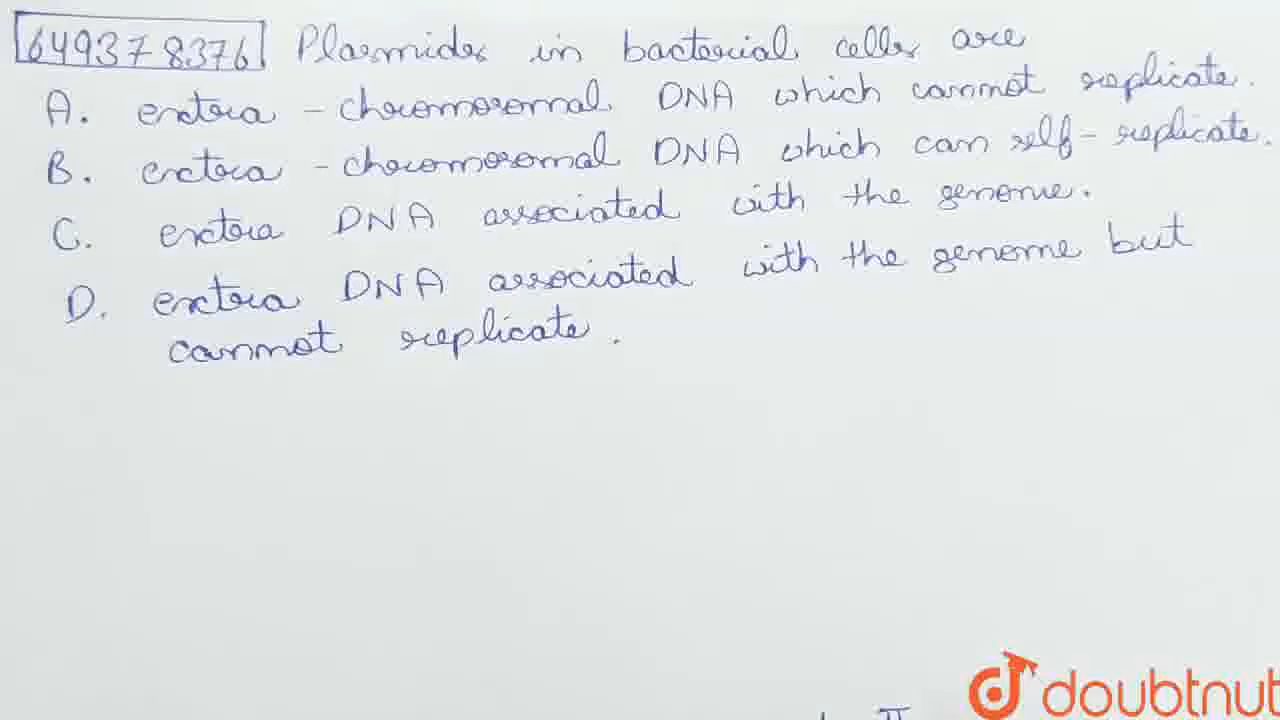 649378376 Plasmids in bacterial cells are
A. extra-chromosomal DNA which cannot replicate.
B. extra-chromosomal DNA which can self-replicate.
C. extra DNA associated with the genome.
D. extra DNA associated with the genome but
cannot replicate.
doubtnut